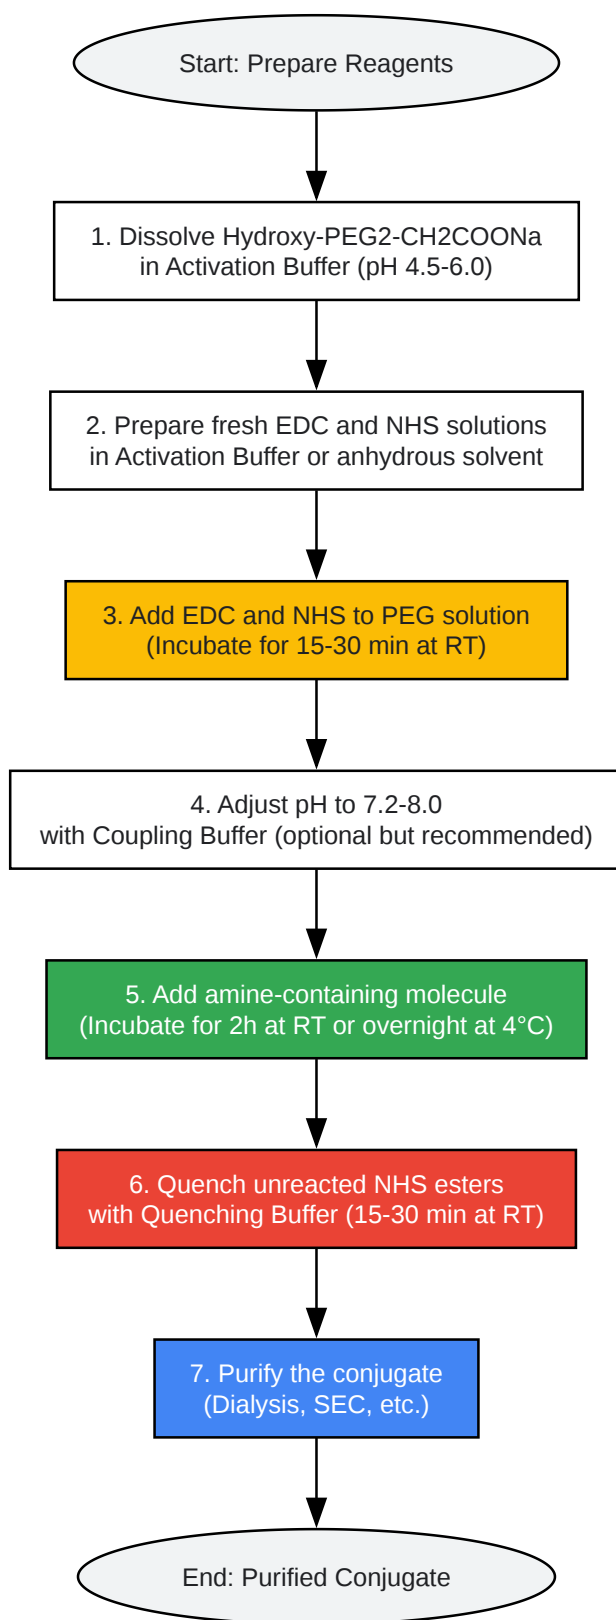 Start: Prepare Reagents
1. Dissolve Hydroxy-PEG2-CH2COONa
in Activation Buffer (pH 4.5-6.0)
2. Prepare fresh EDC and NHS solutions
in Activation Buffer or anhydrous solvent
3. Add EDC and NHS to PEG solution
(Incubate for 15-30 min at RT)
4. Adjust pH to 7.2-8.0
with Coupling Buffer (optional but recommended)
5. Add amine-containing molecule
(Incubate for 2h at RT or overnight at 4°C)
6. Quench unreacted NHS esters
with Quenching Buffer (15-30 min at RT)
7. Purify the conjugate
(Dialysis, SEC, etc.)
End: Purified Conjugate